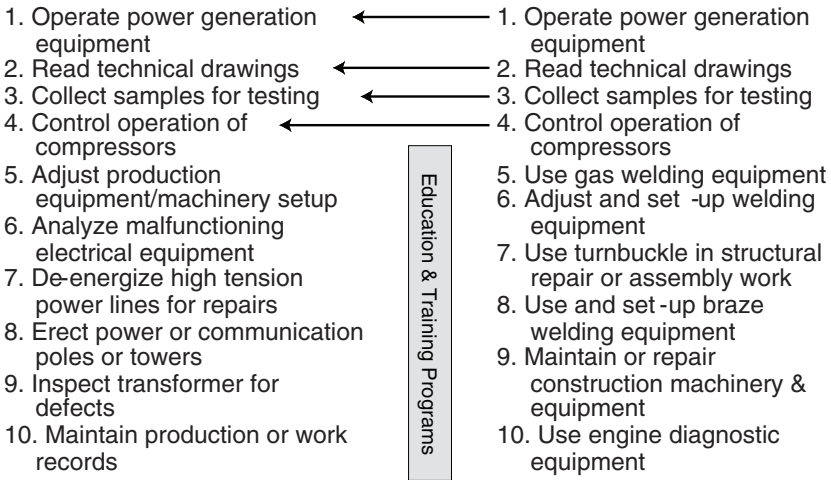 1. Operate power generation
equipment
2. Read technical drawings
3. Collect samples for testing
4. Control operation of
compressors
5. Adjust production
equipment/machinery setup
6. Analyze malfunctioning
electrical equipment
7. De-energize high tension
power lines for repairs
8. Erect power or communication
poles or towers
9. Inspect transformer for
defects
10. Maintain production or work
records
Education & Training Programs
1. Operate power generation
equipment
2. Read technical drawings
3. Collect samples for testing
4. Control operation of
compressors
5. Use gas welding equipment
6. Adjust and set -up welding
equipment
7. Use turnbuckle in structural
repair or assembly work
8. Use and set-up braze
welding equipment
9. Maintain or repair
construction machinery &
equipment
10. Use engine diagnostic
equipment